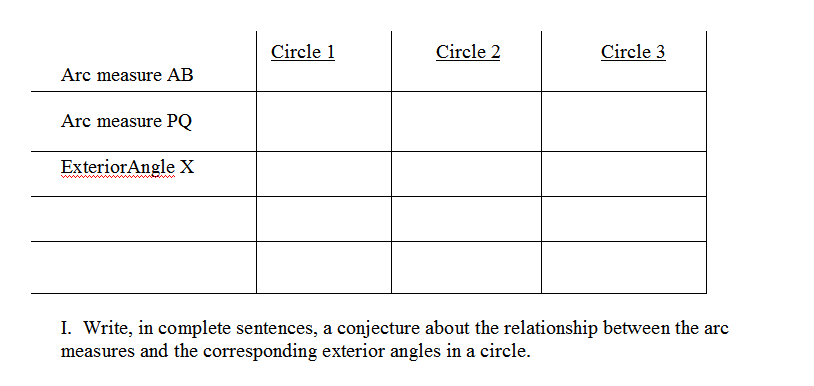 Circle 1 Circle 2 Circle 3
Arc measure AB
Arc measure PQ
ExteriorAngle X
I. Write, in complete sentences, a conjecture about the relationship between the arc
measures and the corresponding exterior angles in a circle.